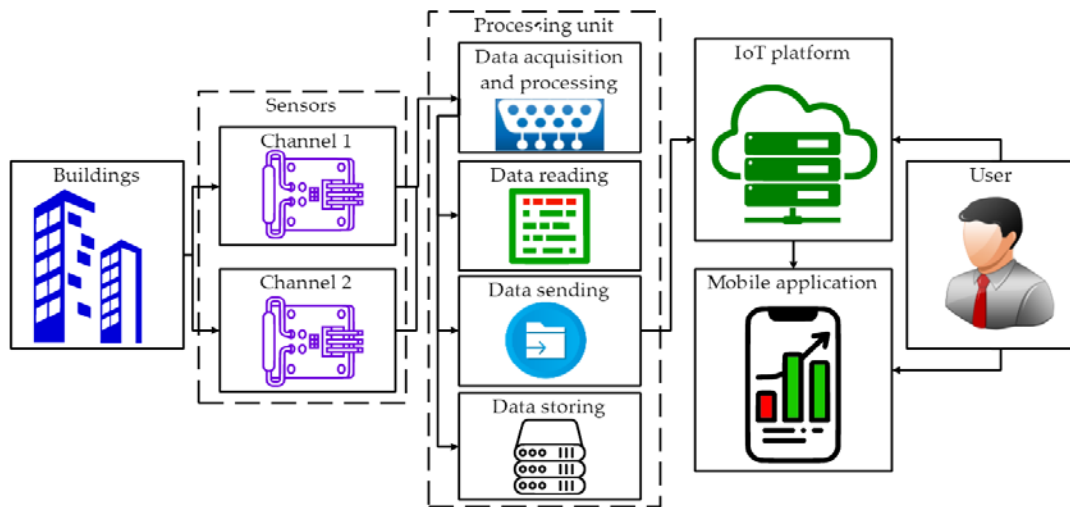 Processing unit
Data acquisition
and processing
IoT platform
Sensors
Channel 1
Buildings
Data reading
User
Channel 2
Data sending
Mobile application
Data storing